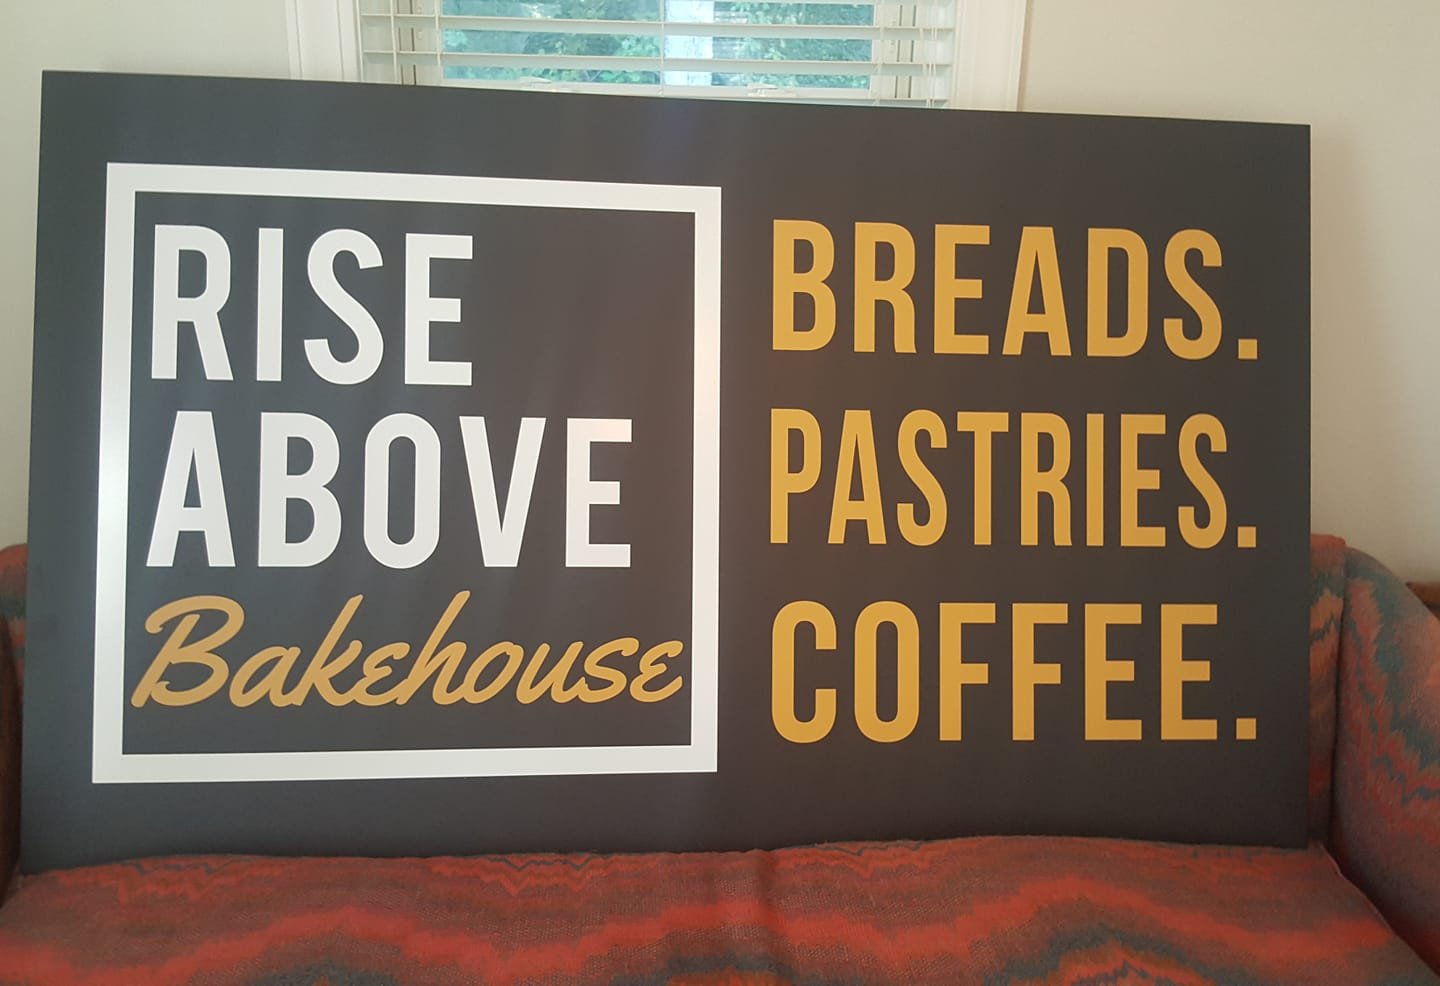 RISE
ABOVE
Bakehouse
BREADS.
PASTRIES.
COFFEE.